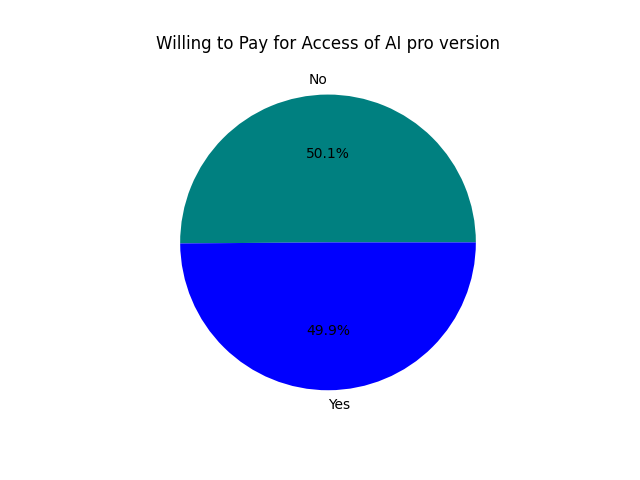 Willing to Pay for Access of AI pro version
No
50.1%
49.9%
Yes